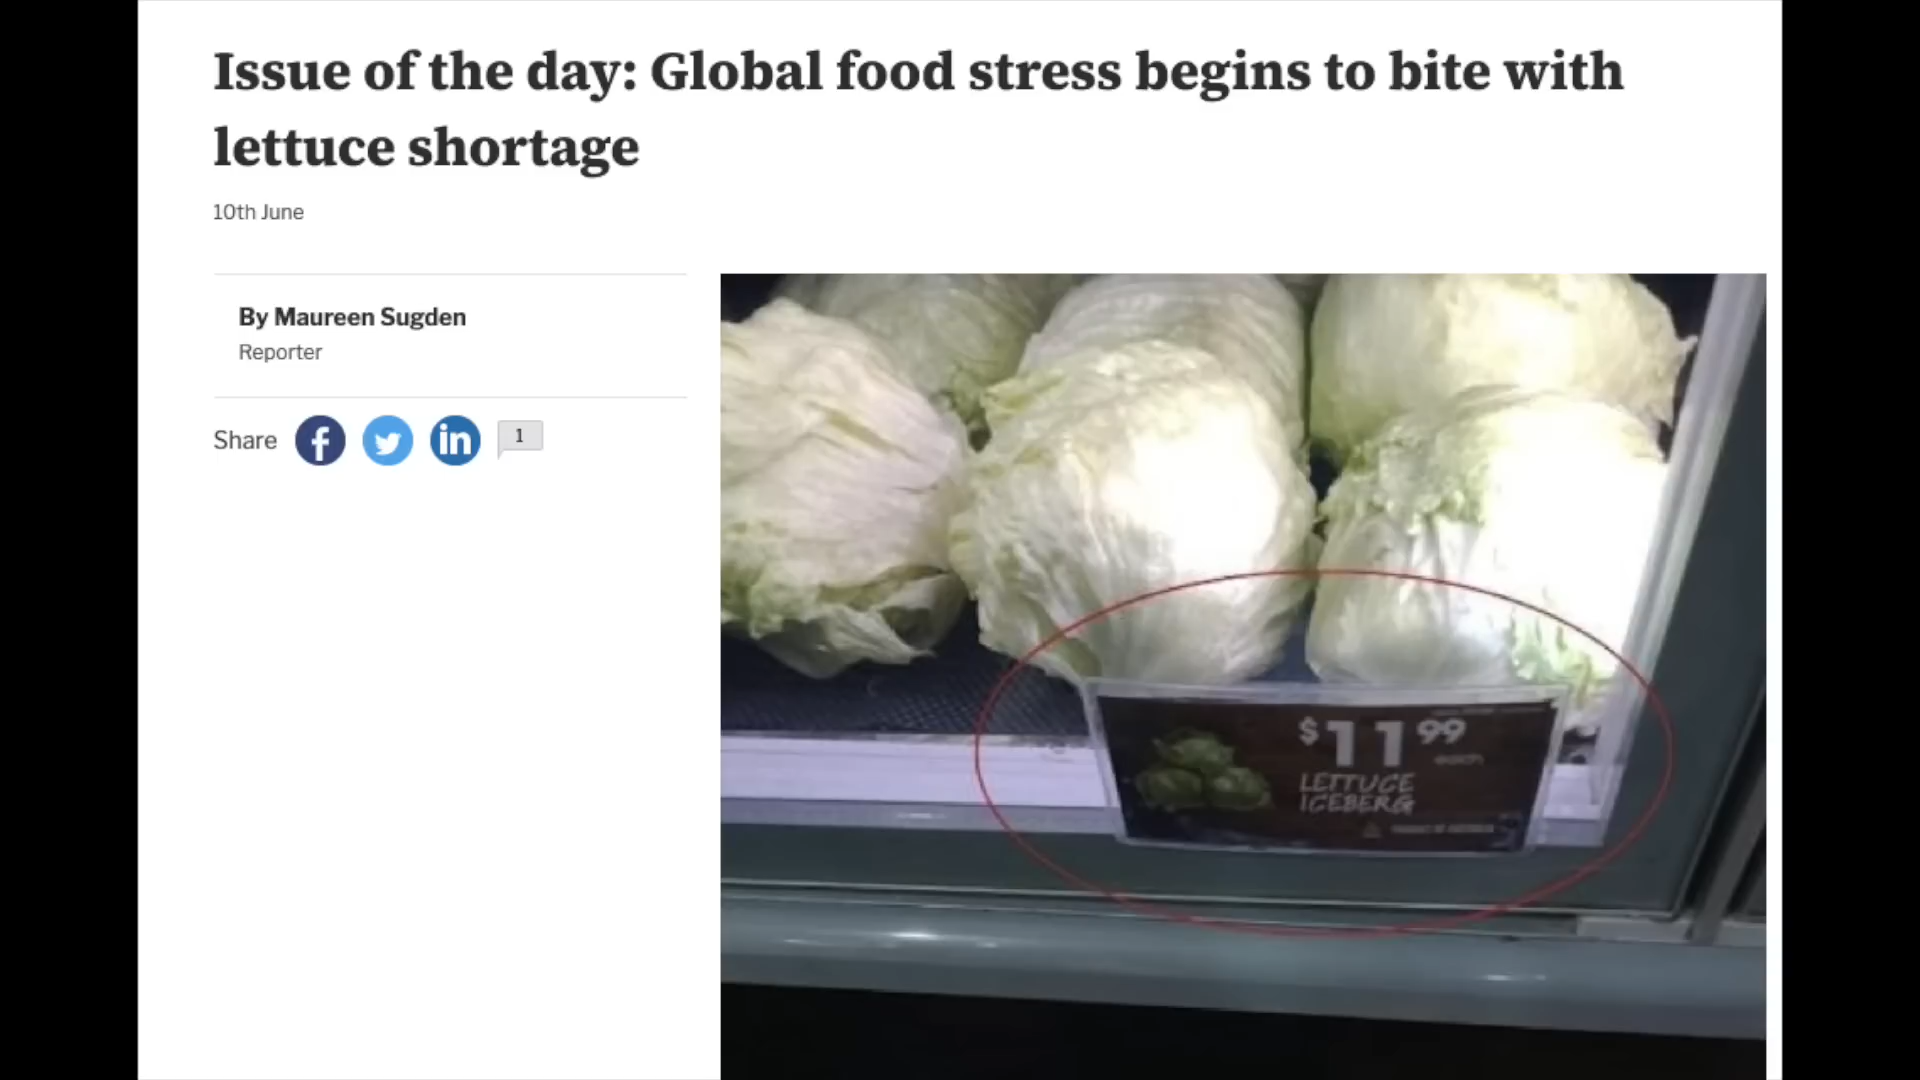 Issue of the day: Global food stress begins to bite with
lettuce shortage
10th June
By Maureen Sugden
Reporter
Share
1
$11 99
each
LETTUCE
ICEBERG